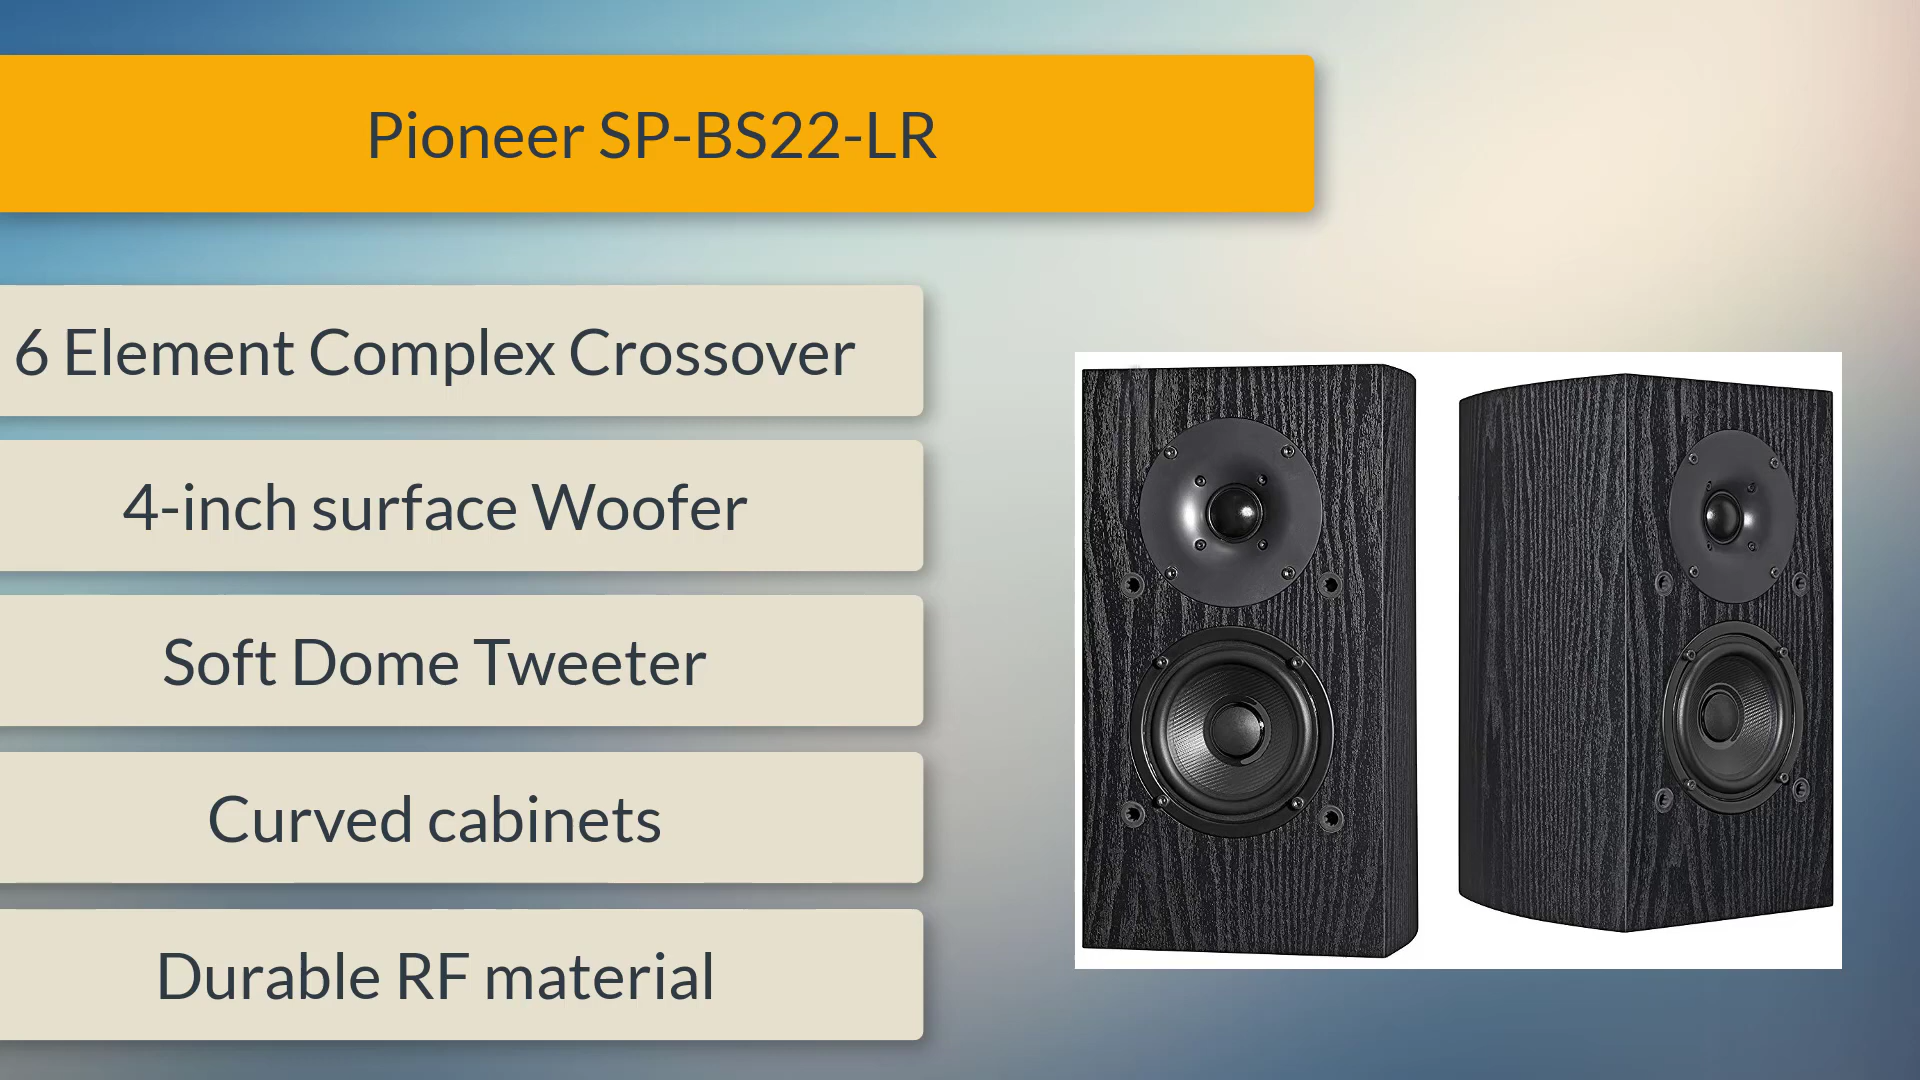 Pioneer SP-BS22-LR
6 Element Complex Crossover
4-inch surface Woofer
Soft Dome Tweeter
Curved cabinets
Durable RF material